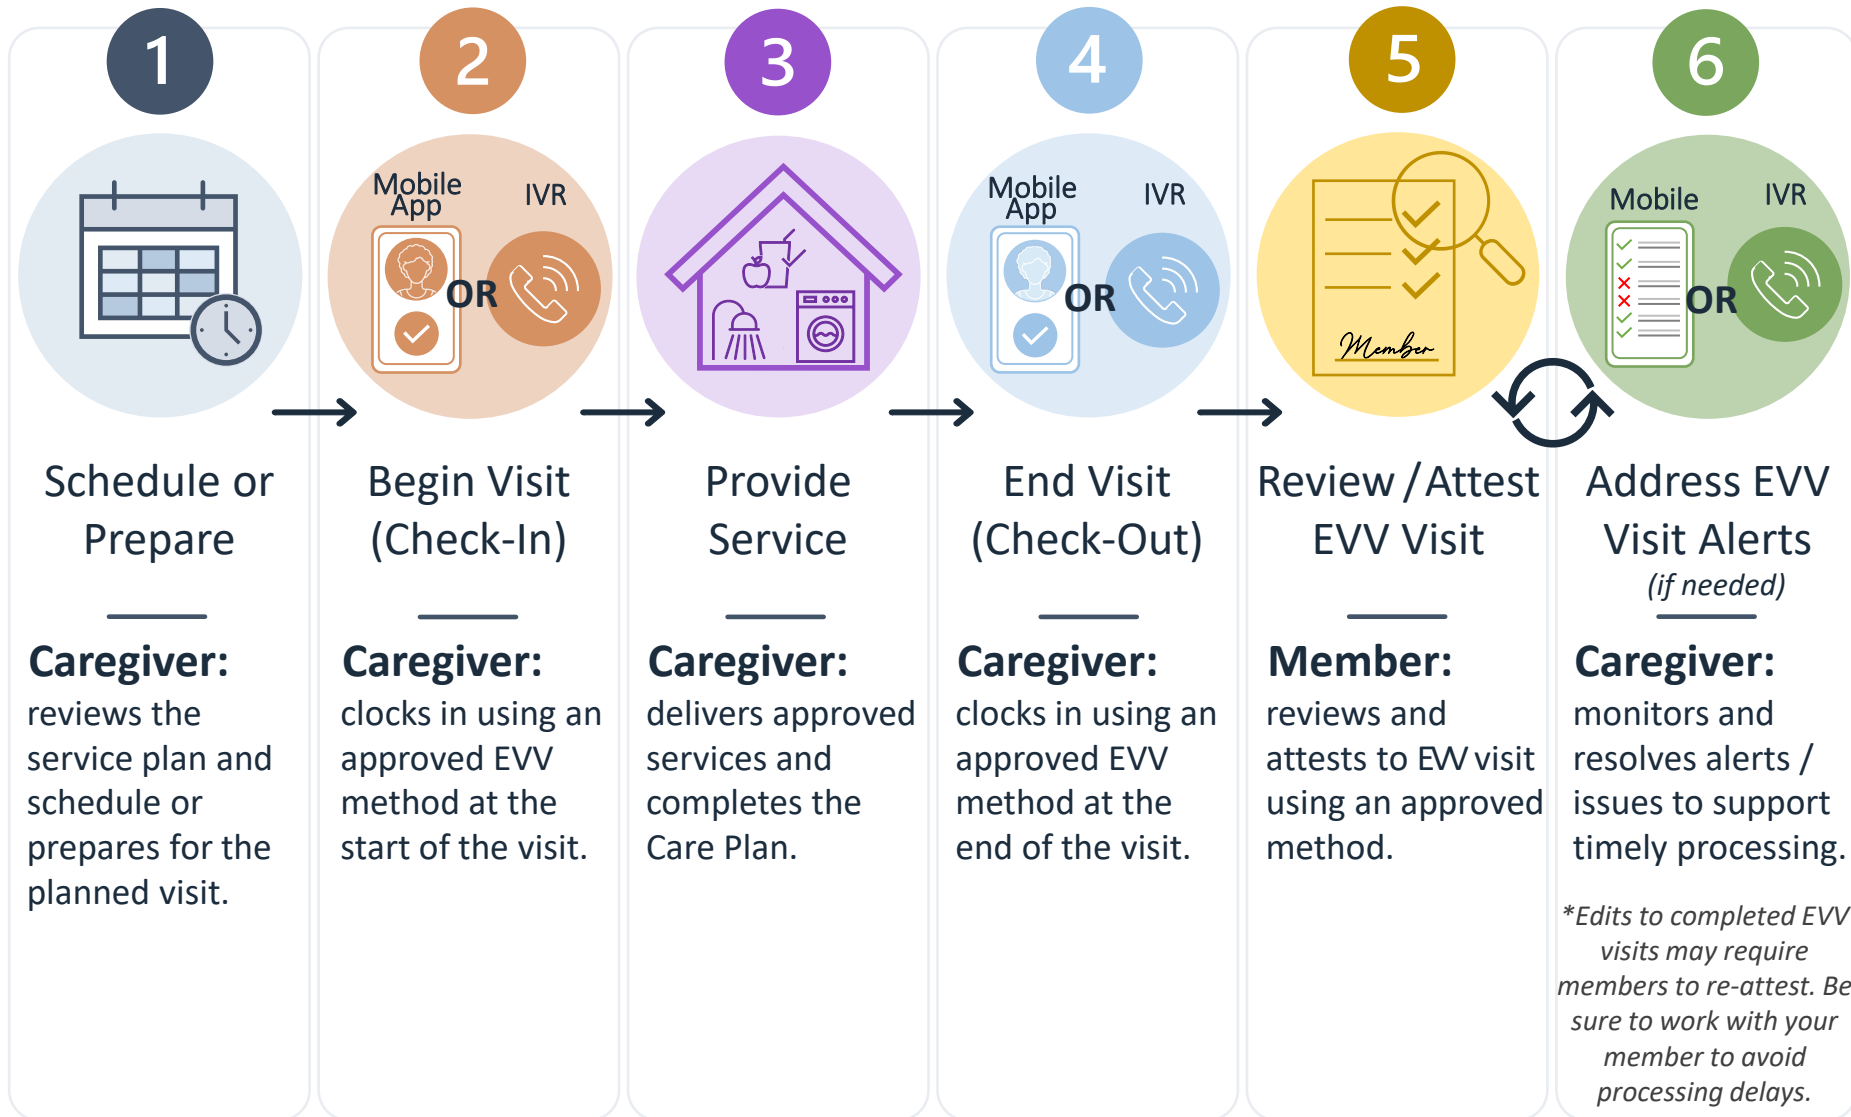 1
Schedule or
Prepare
Caregiver:
reviews the
service plan and
schedule or
prepares for the
planned visit.
2
Mobile
App
IVR
OR
Begin Visit
(Check-In)
Caregiver:
clocks in using an
approved EVV
method at the
start of the visit.
3
Provide
Service
Caregiver:
delivers approved
services and
completes the
Care Plan.
4
Mobile
App
IVR
OR
End Visit
(Check-Out)
Caregiver:
clocks in using an
approved EVV
method at the
end of the visit.
5
Member
Review / Attest
EVV Visit
Member:
reviews and
attests to EVV visit
using an approved
method.
6
Mobile
IVR
OR
Address EVV
Visit Alerts
(if needed)
Caregiver:
monitors and
resolves alerts /
issues to support
timely processing.
*Edits to completed EVV
visits may require
members to re-attest. Be
sure to work with your
member to avoid
processing delays.